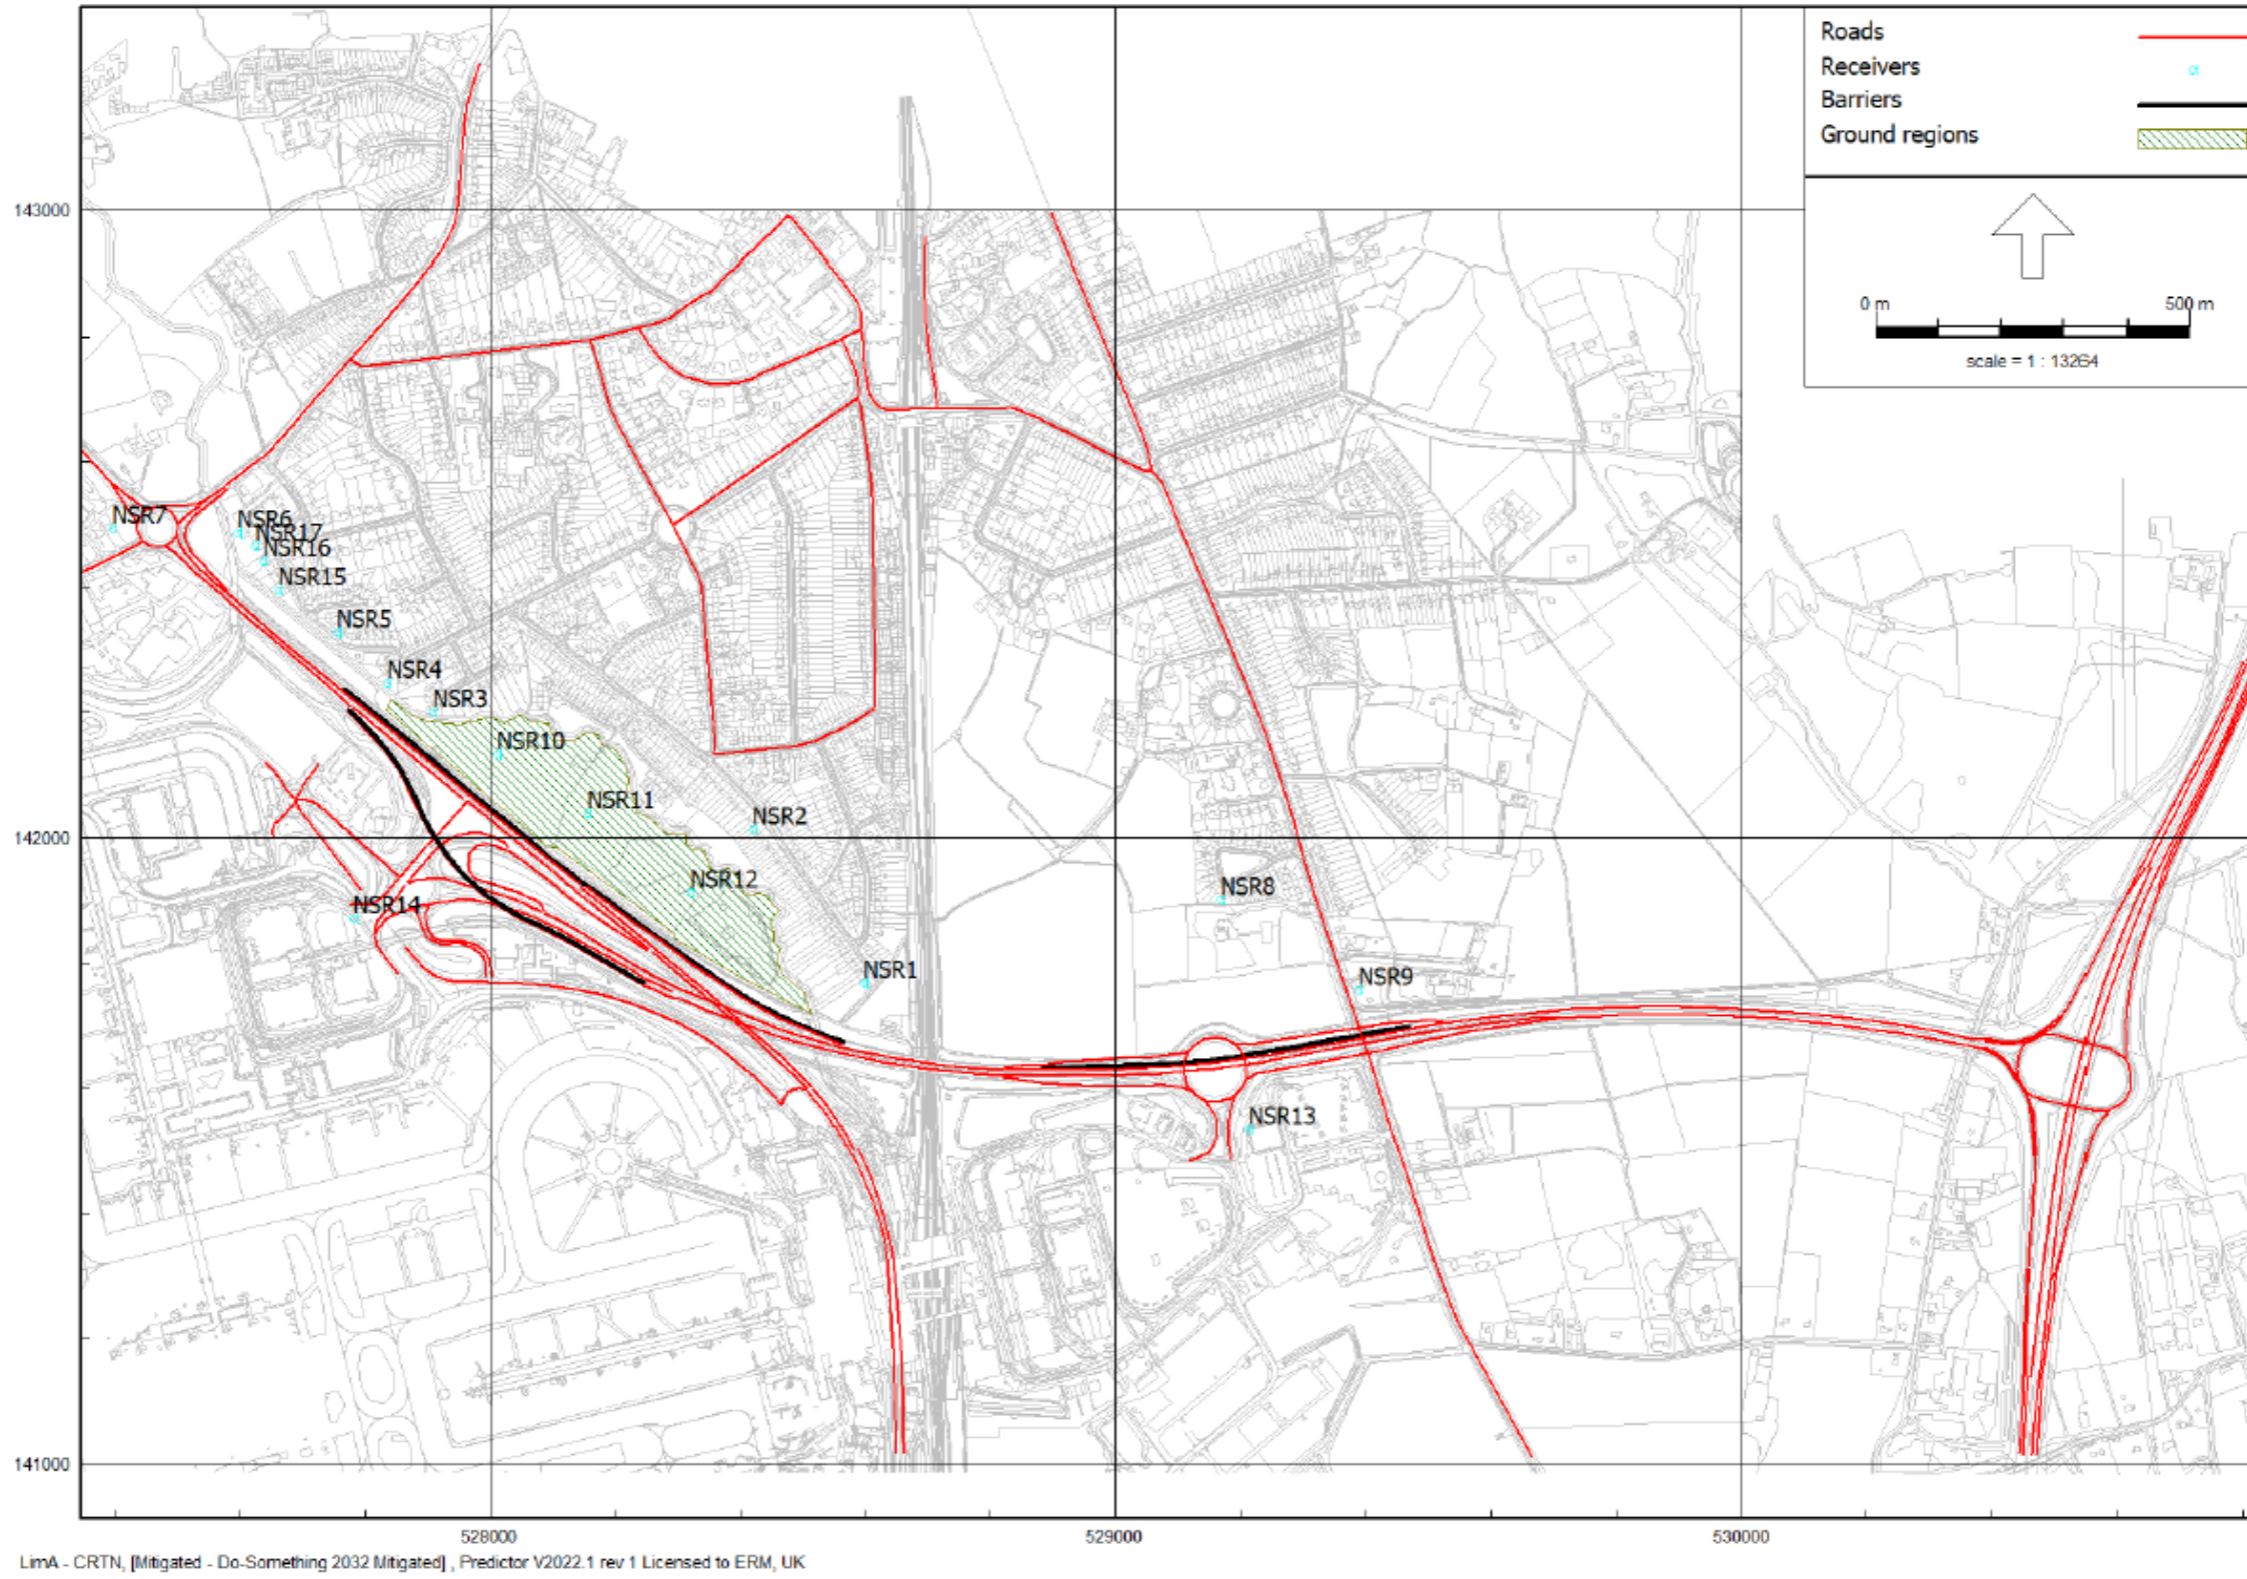 Roads
Receivers
Barriers
Ground regions
143000
0 m 500 m
scale = 1 : 13264
NSR7
NSR6
NSR17
NSR16
NSR15
NSR5
NSR4
NSR3
NSR10
NSR11
NSR2
142000
NSR12
NSR8
NSR14
NSR1
NSR9
NSR13
141000
528000 529000 530000
LimA - CRTN, [Mitigated - Do-Something 2032 Mitigated] , Predictor V2022.1 rev 1 Licensed to ERM, UK